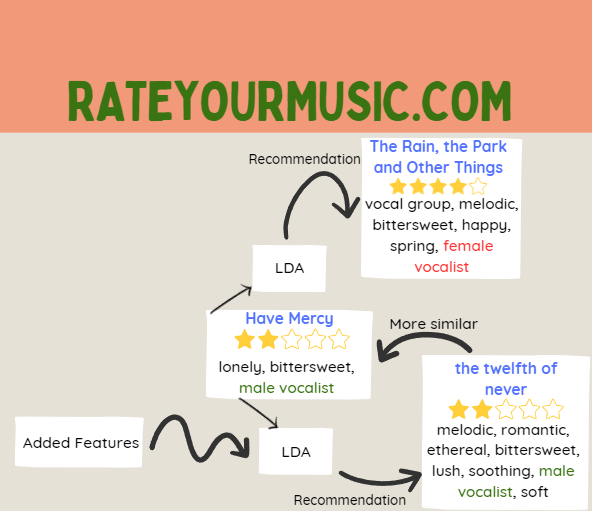 RATEYOURMUSIC.COM
Recommendation
The Rain, the Park
and Other Things
vocal group, melodic,
bittersweet, happy,
spring, female
vocalist
LDA
Have Mercy
lonely, bittersweet,
male vocalist
More similar
the twelfth of
never
melodic, romantic,
ethereal, bittersweet,
lush, soothing, male
vocalist, soft
Added Features
LDA
Recommendation